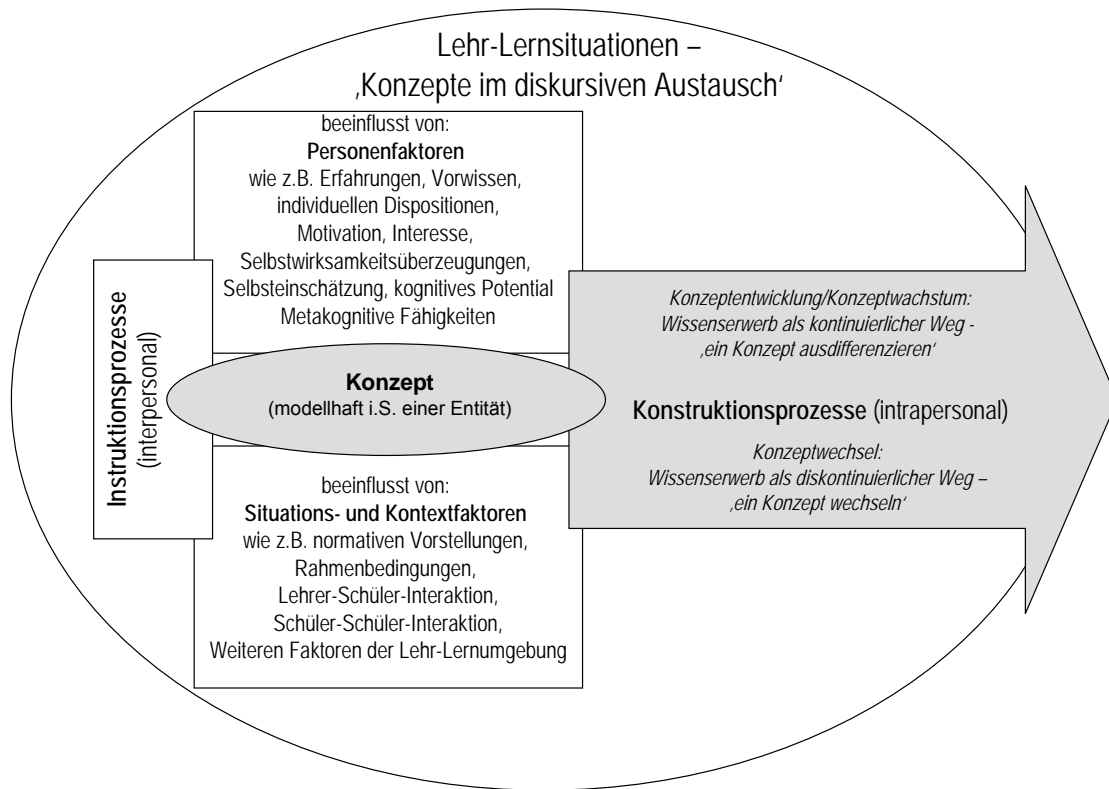 Lehr-Lernsituationen –
‚Konzepte im diskursiven Austausch‘
beeinflusst von:
Personenfaktoren
wie z.B. Erfahrungen, Vorwissen,
individuellen Dispositionen,
Motivation, Interesse,
Selbstwirksamkeitsüberzeugungen,
Selbsteinschätzung, kognitives Potential
Metakognitive Fähigkeiten
Instruktionsprozesse
(interpersonal)
Konzept
(modellhaft i.S. einer Entität)
beeinflusst von:
Situations- und Kontextfaktoren
wie z.B. normativen Vorstellungen,
Rahmenbedingungen,
Lehrer-Schüler-Interaktion,
Schüler-Schüler-Interaktion,
Weiteren Faktoren der Lehr-Lernumgebung
Konzeptentwicklung/Konzeptwachstum:
Wissenserwerb als kontinuierlicher Weg -
‚ein Konzept ausdifferenzieren‘
Konstruktionsprozesse (intrapersonal)
Konzeptwechsel:
Wissenserwerb als diskontinuierlicher Weg –
‚ein Konzept wechseln‘